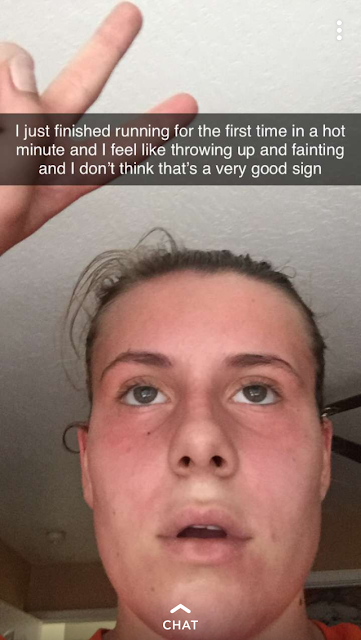 I just finished running for the first time in a hot
minute and I feel like throwing up and fainting
and I don't think that's a very good sign
CHAT